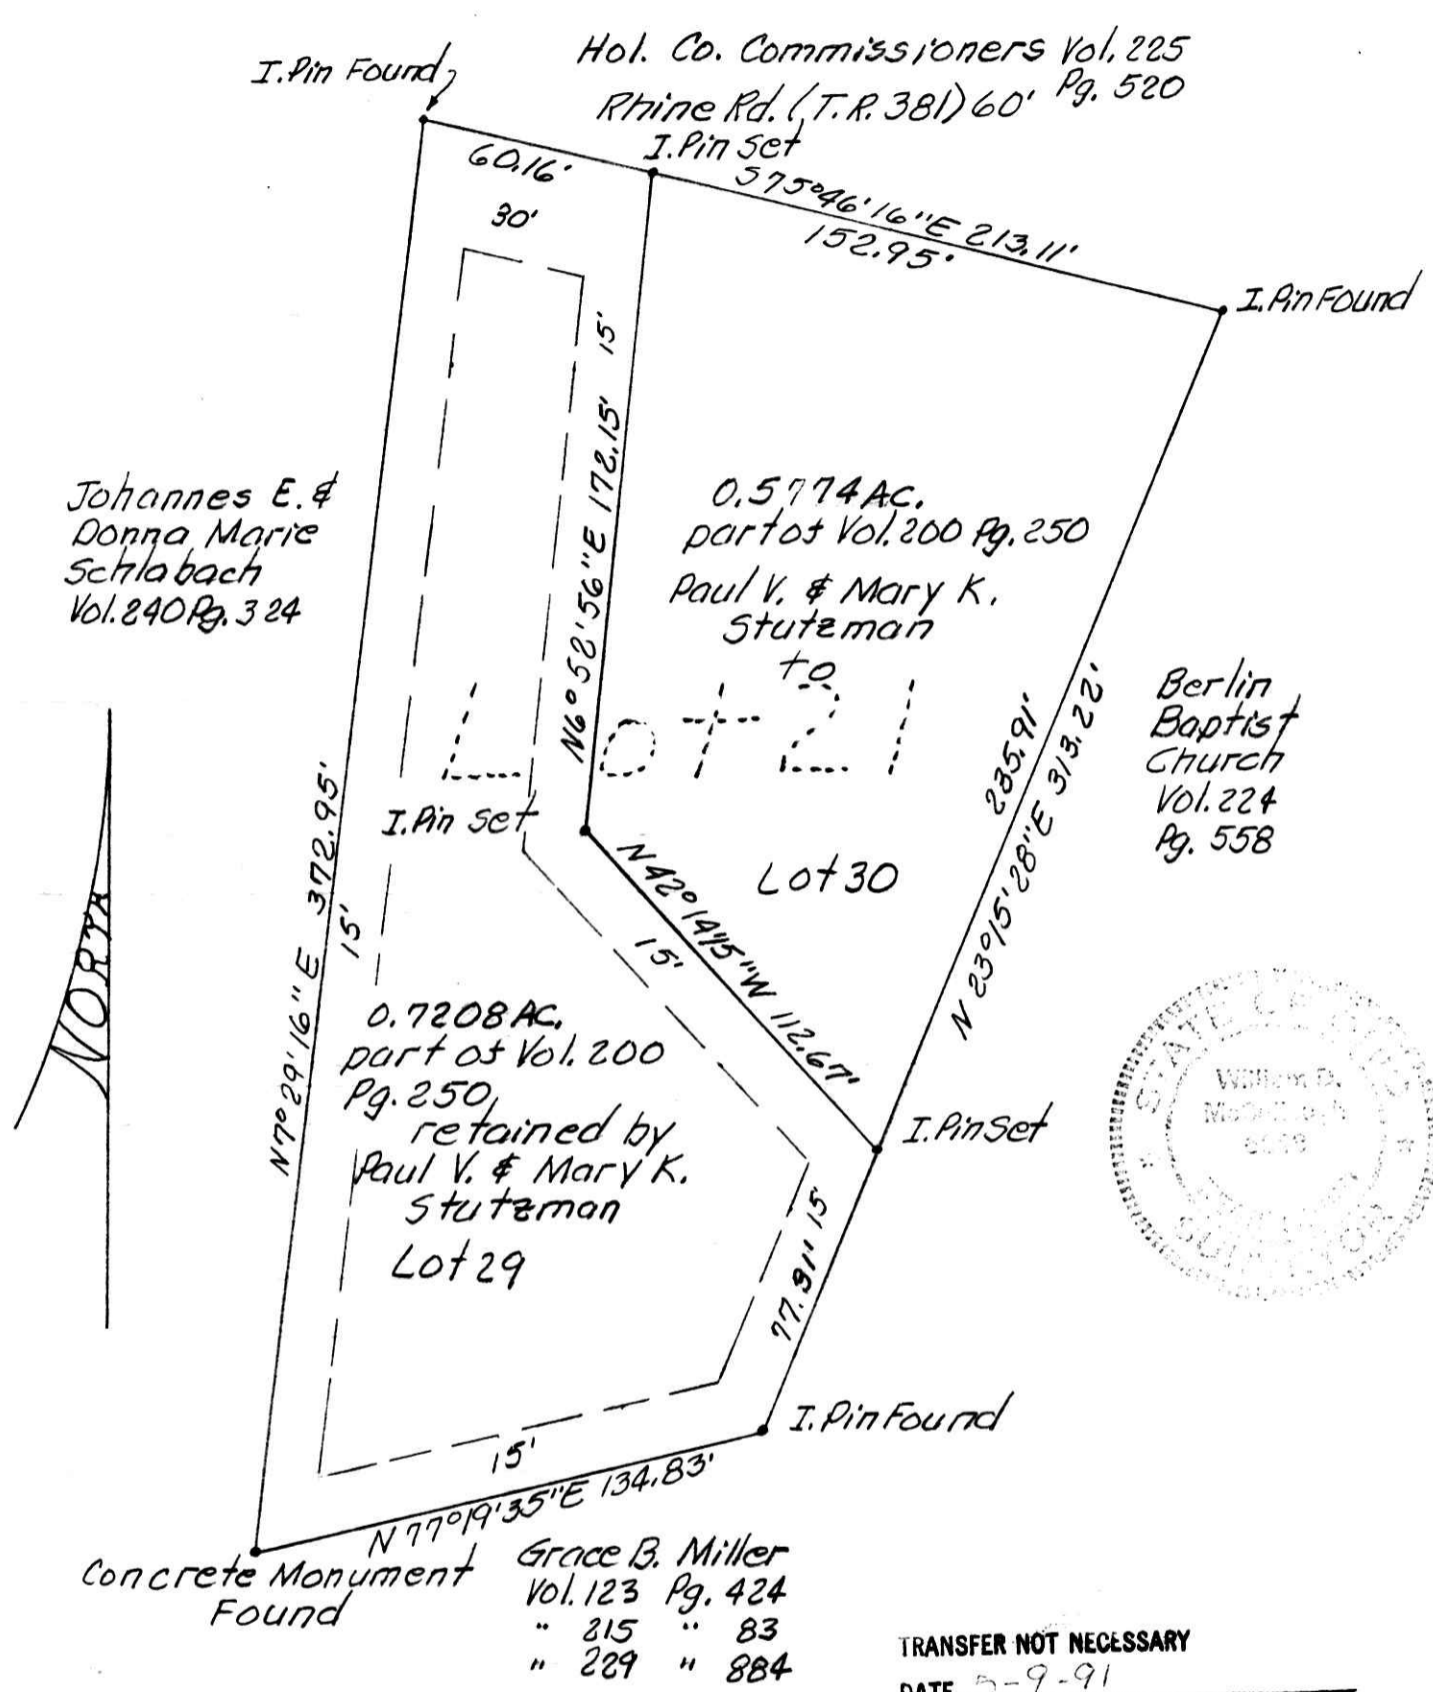 Hol. Co. Commissioners Vol. 225
Pg. 520
I. Pin Found
Rhine Rd. (T.R. 381) 60'
I. Pin Set
60.16'
S75°46'16"E 213.11'
152.95'
30'
I. Pin Found
15'
N6°52'56"E 172.15'
Johannes E. &
Donna Marie
Schlabach
Vol. 240 Pg. 324
0.5774 AC.
part of Vol. 200 Pg. 250
Paul V. & Mary K.
Stutzman
to
Lot 21
Berlin
Baptist
Church
Vol. 224
Pg. 558
235.91'
N 23°15'28"E 313.22'
I. Pin Set
Lot 30
N7°29'16"E 372.95'
15'
N42°14'15"W 112.67'
15'
NORTH
0.7208 AC.
part of Vol. 200
Pg. 250
retained by
Paul V. & Mary K.
Stutzman
Lot 29
I. Pin Set
77.91' 15'
STATE OF
William D.
SURVEYOR
I. Pin Found
15'
N 77°19'35"E 134.83'
Concrete Monument
Found
Grace B. Miller
Vol. 123 Pg. 424
" 215 " 83
" 229 " 884
TRANSFER NOT NECESSARY
DATE 5-9-91